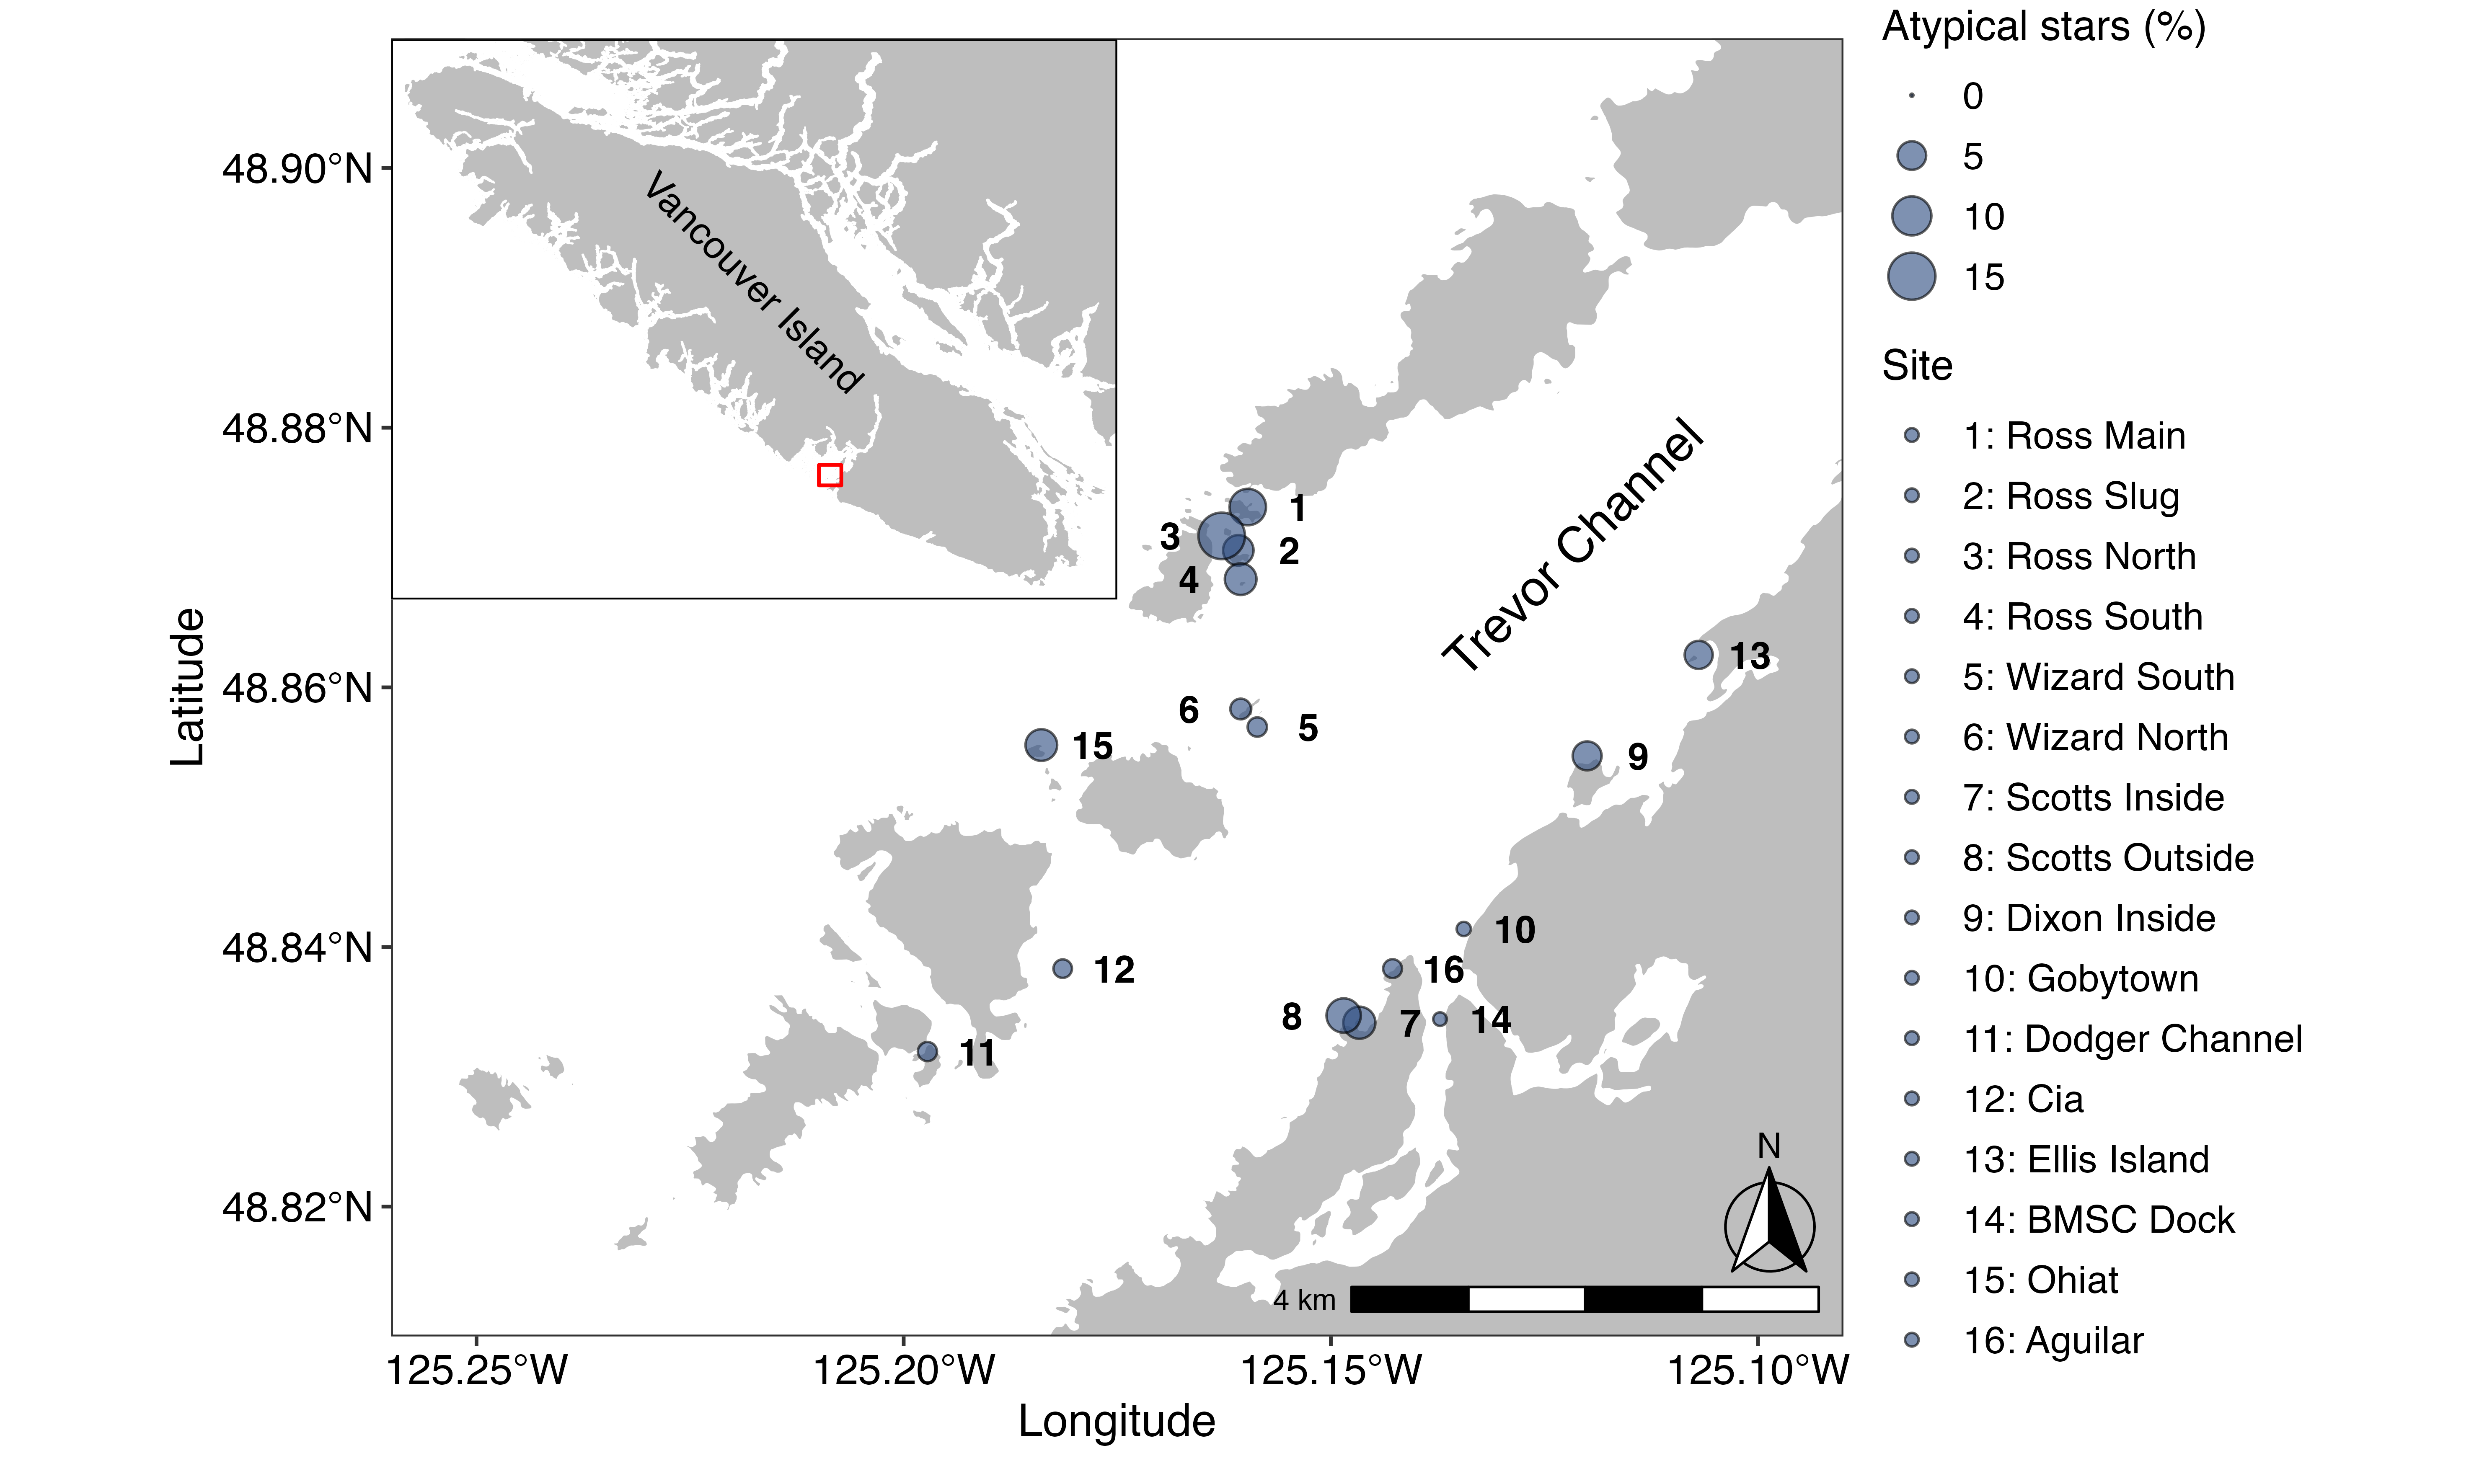 Atypical stars (%)
0
5
10
15
Site
1: Ross Main
2: Ross Slug
3: Ross North
4: Ross South
5: Wizard South
6: Wizard North
7: Scotts Inside
8: Scotts Outside
9: Dixon Inside
10: Gobytown
11: Dodger Channel
12: Cia
13: Ellis Island
14: BMSC Dock
15: Ohiat
16: Aguilar
Vancouver Island
Trevor Channel
1
3
2
4
13
6
5
15
9
10
12
16
8
7
14
11
N
4 km
48.90°N
48.88°N
48.86°N
48.84°N
48.82°N
Latitude
125.25°W
125.20°W
125.15°W
125.10°W
Longitude